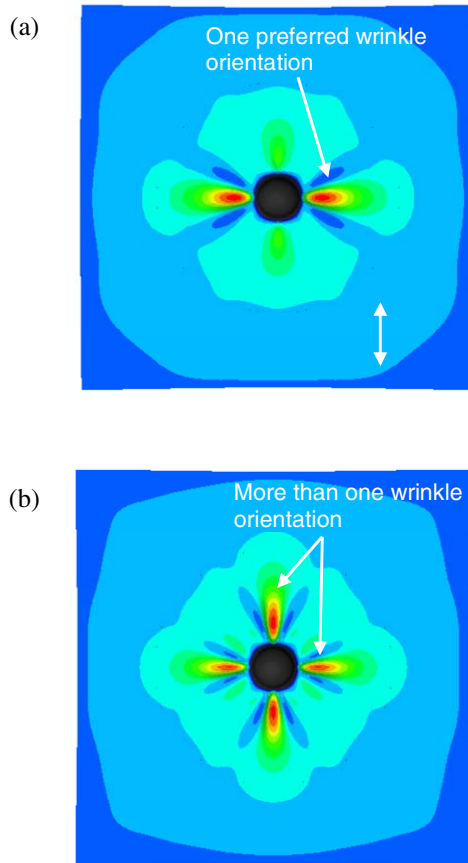 (a)
One preferred wrinkle
orientation
(b)
More than one wrinkle
orientation